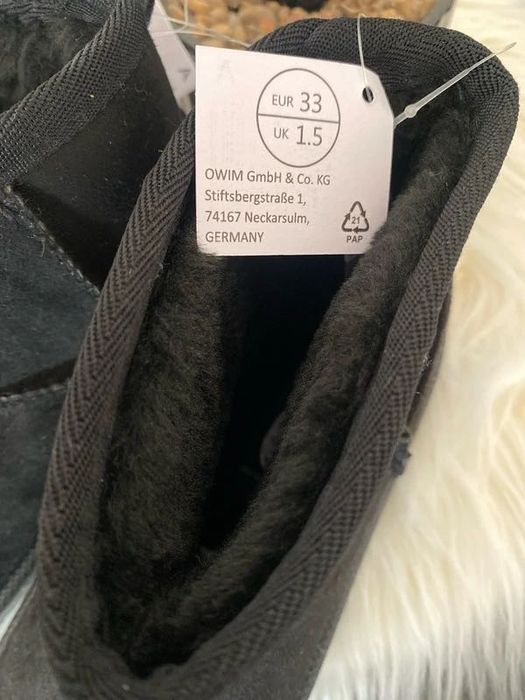 EUR 33
UK 1.5
OWIM GmbH & Co. KG
Stiftsbergstraße 1,
74167 Neckarsulm,
GERMANY
21
PAP